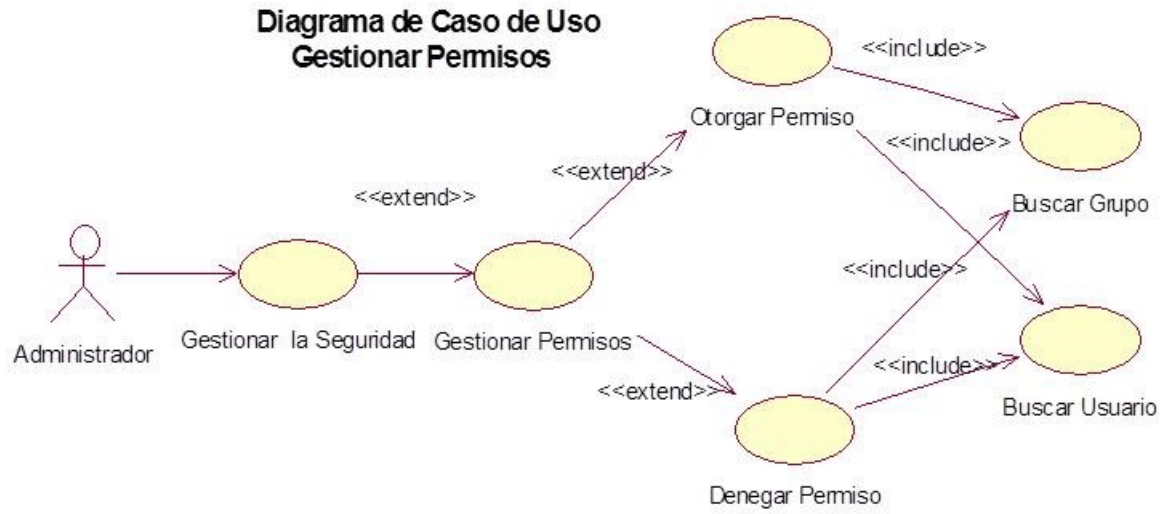 Diagrama de Caso de Uso
Gestionar Permisos
<<include>>
Otorgar Permiso
<<include>>
<<extend>>
<<extend>>
Buscar Grupo
<<include>>
Administrador
Gestionar la Seguridad
Gestionar Permisos
<<include>>
<<extend>>
Buscar Usuario
Denegar Permiso